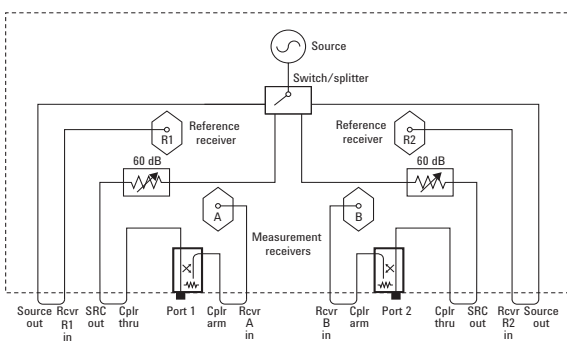 Source
Switch/splitter
R1
Reference
receiver
Reference
receiver
R2
60 dB
60 dB
A
B
Measurement
receivers
Source
out
Rcvr
R1
in
SRC
out
Cplr
thru
Port 1
Cplr
arm
Rcvr
A
in
Rcvr
B
in
Cplr
arm
Port 2
Cplr
thru
SRC
out
Rcvr
R2
in
Source
out